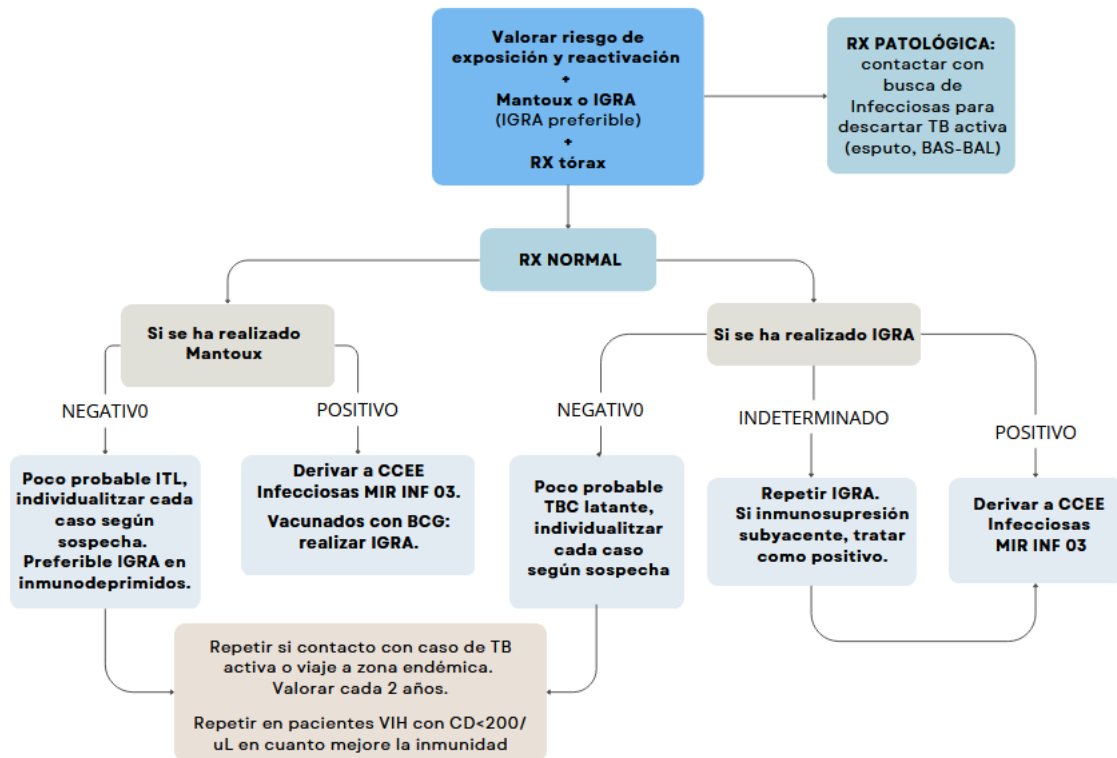 Valorar riesgo de
exposición y reactivación
+
Mantoux o IGRA
(IGRA preferible)
+
RX tórax
RX PATOLÓGICA:
contactar con
busca de
Infecciosas para
descartar TB activa
(esputo, BAS-BAL)
RX NORMAL
Si se ha realizado
Mantoux
Si se ha realizado IGRA
NEGATIV0
POSITIVO
NEGATIV0
INDETERMINADO
POSITIVO
Poco probable ITL,
individualitzar cada
caso según
sospecha.
Preferible IGRA en
inmunodeprimidos.
Derivar a CCEE
Infecciosas MIR INF 03.
Vacunados con BCG:
realizar IGRA.
Poco probable
TBC latante,
individualitzar
cada caso
según sospecha
Repetir IGRA.
Si inmunosupresión
subyacente, tratar
como positivo.
Derivar a CCEE
Infecciosas
MIR INF 03
Repetir si contacto con caso de TB
activa o viaje a zona endémica.
Valorar cada 2 años.
Repetir en pacientes VIH con CD<200/
uL en cuanto mejore la inmunidad